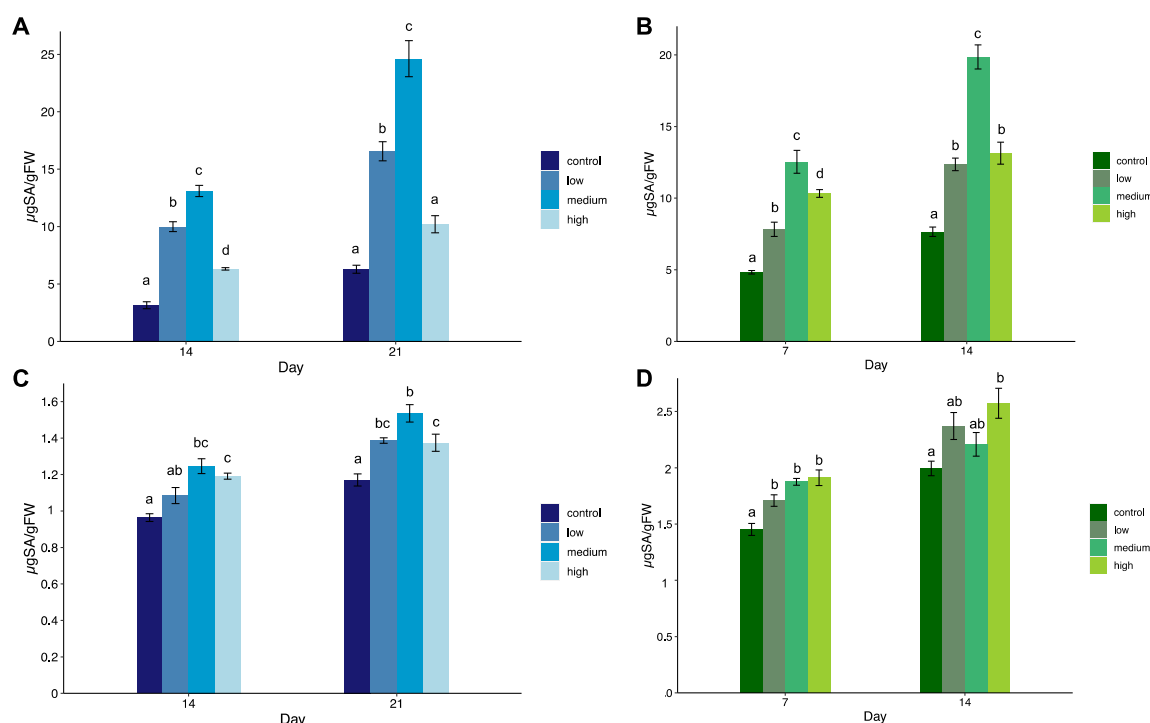 A
µgSA/gFW
25
20
15
10
5
0
a
b
c
d
a
b
c
a
14
21
Day
control
low
medium
high
B
µgSA/gFW
20
15
10
5
0
a
b
c
d
a
b
c
b
7
14
Day
control
low
medium
high
C
µgSA/gFW
1.6
1.4
1.2
1
0.8
0.6
0.4
0.2
0
a
ab
bc
c
a
bc
b
c
14
21
Day
control
low
medium
high
D
µgSA/gFW
2.5
2
1.5
1
.5
.0
a
b
b
b
a
ab
ab
b
7
14
Day
control
low
medium
high